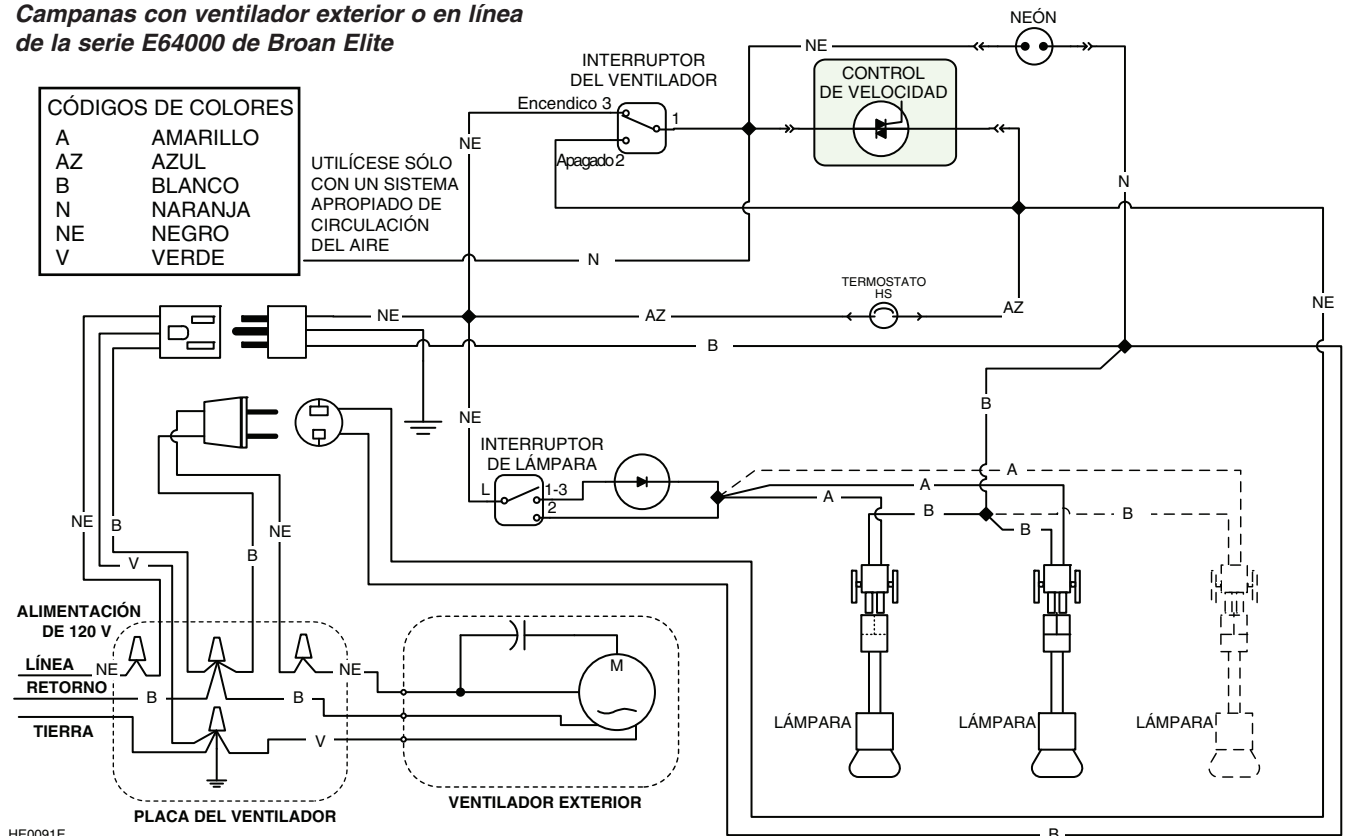 Campanas con ventilador exterior o en línea
de la serie E64000 de Broan Elite
CÓDIGOS DE COLORES
A AMARILLO
AZ AZUL
B BLANCO
N NARANJA
NE NEGRO
V VERDE
UTILÍCESE SÓLO
CON UN SISTEMA
APROPIADO DE
CIRCULACIÓN
DEL AIRE
INTERRUPTOR
DEL VENTILADOR
Encendico 3
1
Apagado 2
NE
NE
NEÓN
CONTROL
DE VELOCIDAD
N
N
TERMOSTATO
HS
NE
AZ
AZ
NE
B
NE
INTERRUPTOR
DE LÁMPARA
L
1-3
2
B
A
A
A
B
B
B
NE
B
V
B
NE
ALIMENTACIÓN
DE 120 V
LÍNEA
NE
RETORNO
B
B
NE
TIERRA
V
M
PLACA DEL VENTILADOR
VENTILADOR EXTERIOR
LÁMPARA
LÁMPARA
LÁMPARA
B
HE0091E